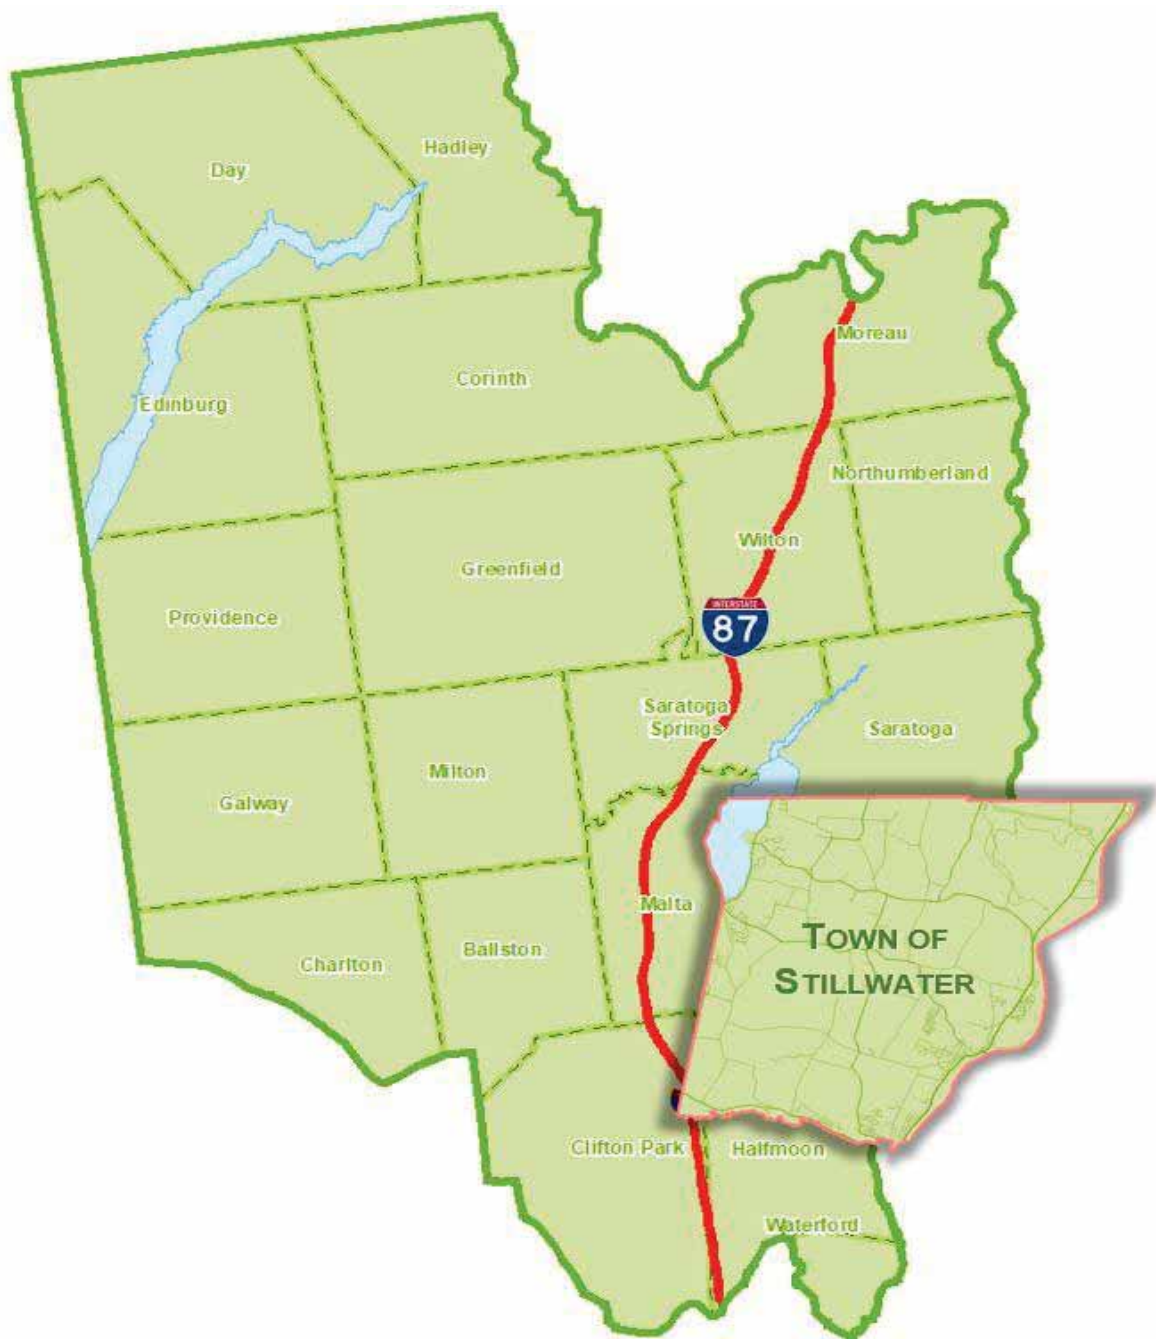 Hadley
Day
Moreau
Corinth
Edinburg
Northumberland
Wilton
Greenfield
INTERSTATE
87
Providence
Saratoga
Springs
Saratoga
Milton
Galway
Malta
TOWN OF
STILLWATER
Ballston
Charlton
Clifton Park
Halfmoon
Waterford